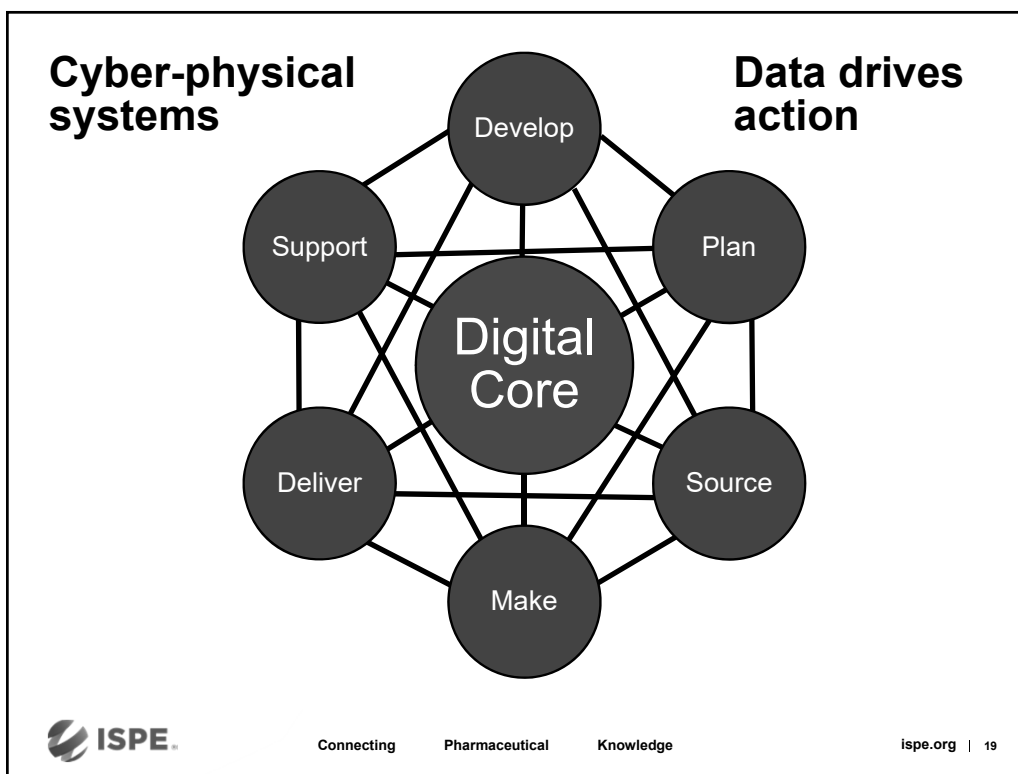 Cyber-physical
systems
Data drives
action
Develop
Support
Plan
Digital
Core
Deliver
Source
Make
ISPE.
Connecting Pharmaceutical Knowledge
ispe.org | 19